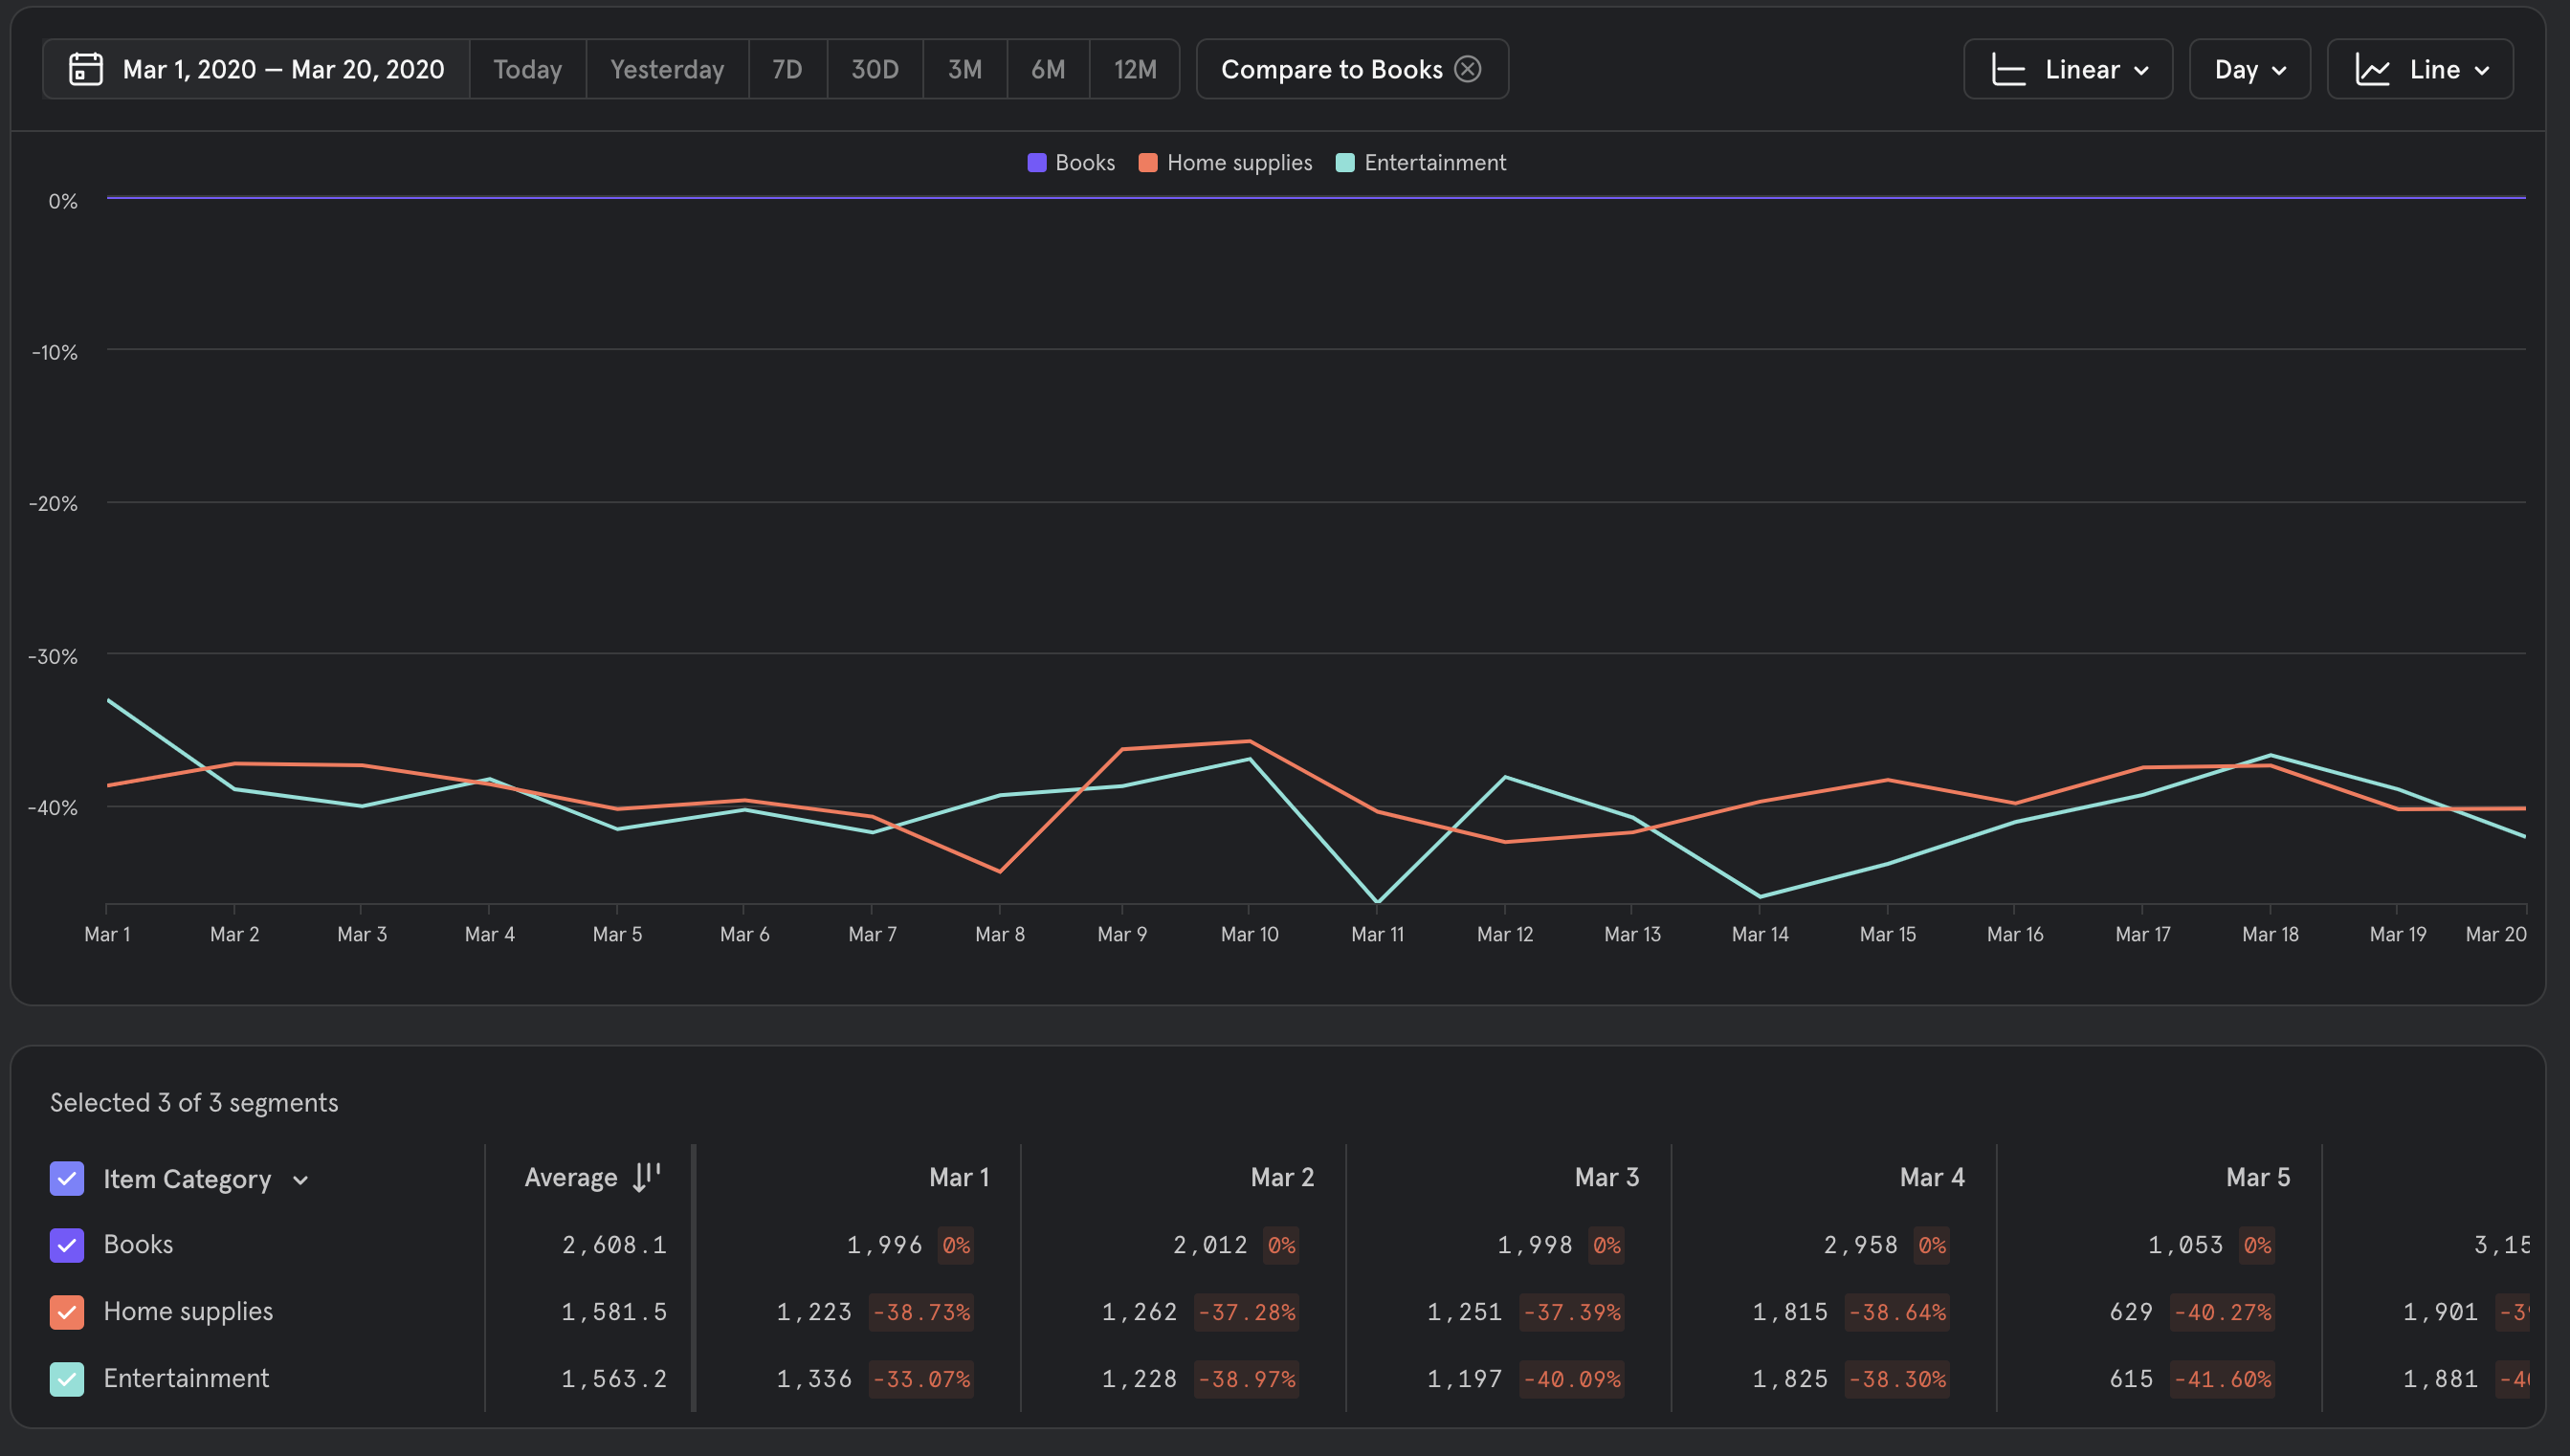 Mar 1, 2020 – Mar 20, 2020 Today Yesterday 7D 30D 3M 6M 12M Compare to Books Linear Day Line
Books Home supplies Entertainment
0%
-10%
-20%
-30%
-40%
Mar 1 Mar 2 Mar 3 Mar 4 Mar 5 Mar 6 Mar 7 Mar 8 Mar 9 Mar 10 Mar 11 Mar 12 Mar 13 Mar 14 Mar 15 Mar 16 Mar 17 Mar 18 Mar 19 Mar 20
Selected 3 of 3 segments
Item Category Average Mar 1 Mar 2 Mar 3 Mar 4 Mar 5
Books 2,608.1 1,996 0% 2,012 0% 1,998 0% 2,958 0% 1,053 0% 3,15
Home supplies 1,581.5 1,223 -38.73% 1,262 -37.28% 1,251 -37.39% 1,815 -38.64% 629 -40.27% 1,901
Entertainment 1,563.2 1,336 -33.07% 1,228 -38.97% 1,197 -40.09% 1,825 -38.30% 615 -41.60% 1,881